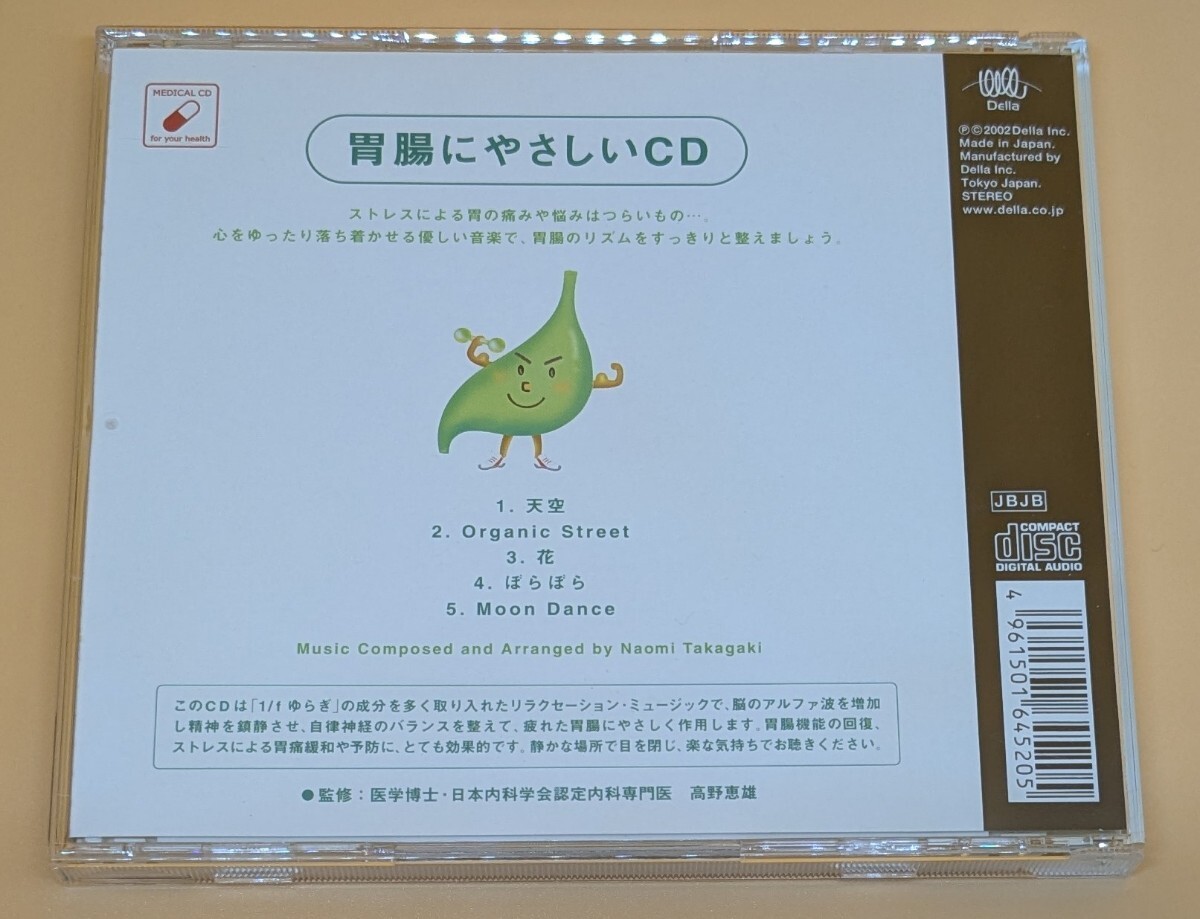 MEDICAL CD
for your health
胃腸にやさしいCD
ストレスによる胃の痛みや悩みはつらいもの…。
心をゆったり落ち着かせる優しい音楽で、胃腸のリズムをすっきりと整えましょう。
1. 天空
2. Organic Street
3. 花
4. ぽらぽら
5. Moon Dance
Music Composed and Arranged by Naomi Takagaki
このCDは「1/f ゆらぎ」の成分を多く取り入れたリラクセーション・ミュージックで、脳のアルファ波を増加
し精神を鎮静させ、自律神経のバランスを整えて、疲れた胃腸にやさしく作用します。胃腸機能の回復、
ストレスによる胃痛緩和や予防に、とても効果的です。静かな場所で目を閉じ、楽な気持ちでお聴きください。
●監修：医学博士・日本内科学会認定内科専門医 高野恵雄
Della
℗©2002 Della Inc.
Made in Japan.
Manufactured by
Della Inc.
Tokyo Japan.
STEREO
www.della.co.jp
JBJB
COMPACT
disc
DIGITAL AUDIO
4 961501 645205